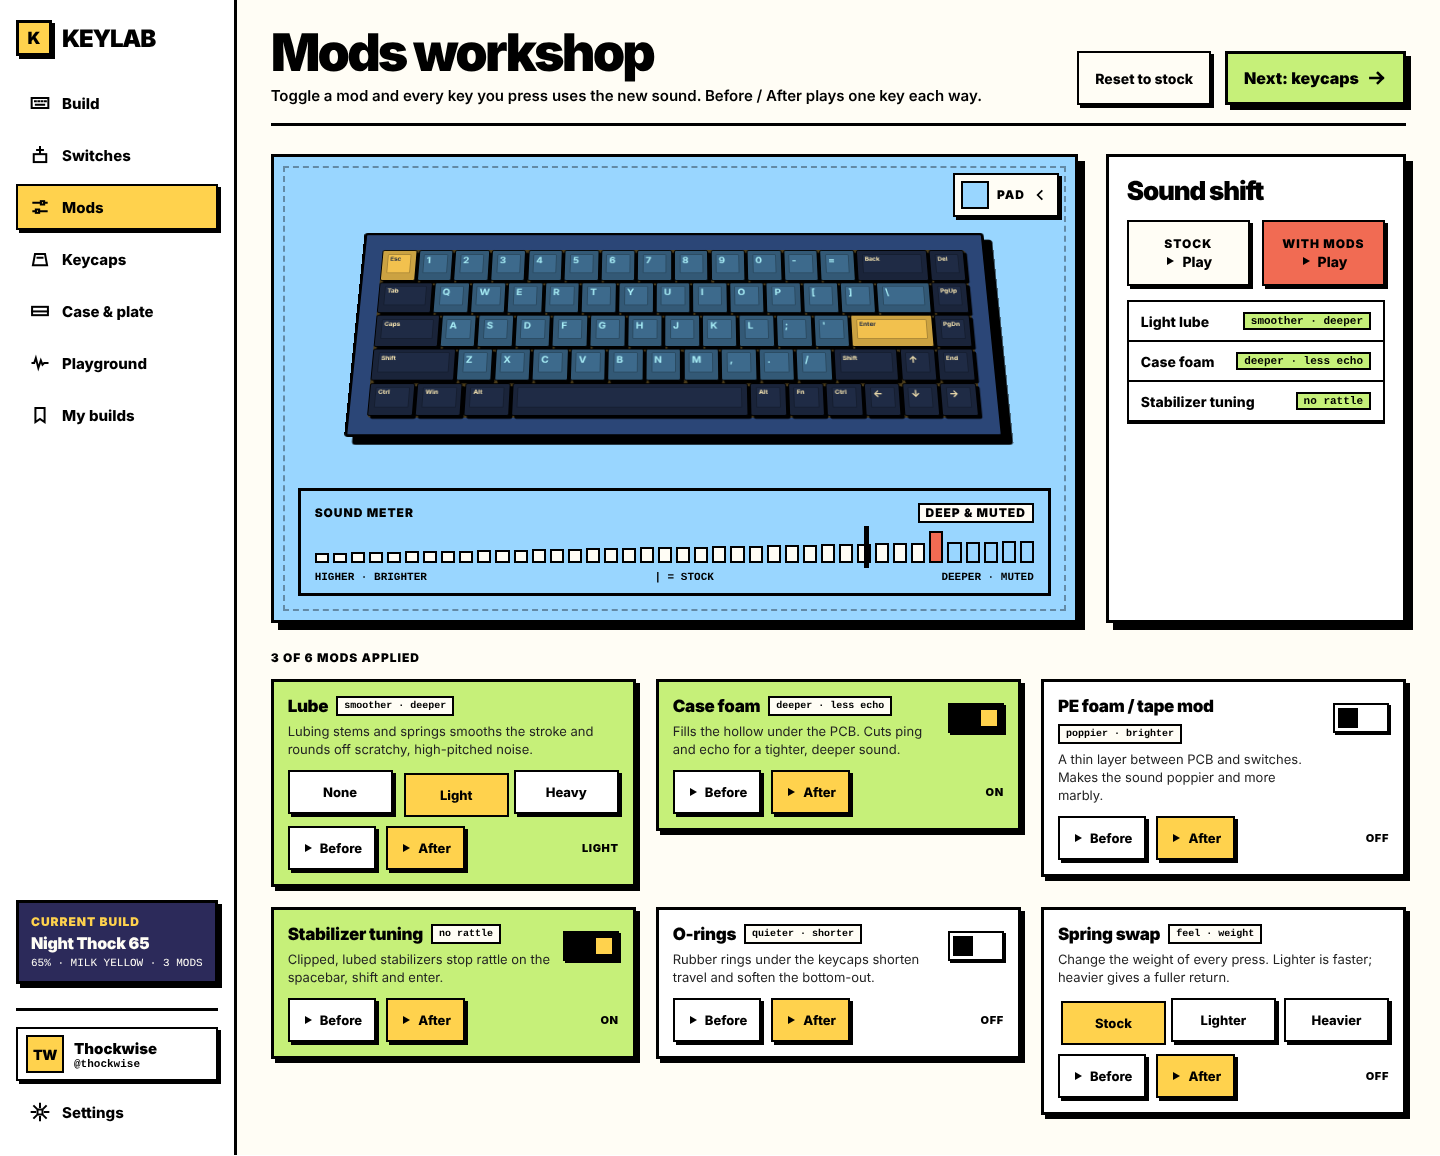 K KEYLAB
Build
Switches
Mods
Keycaps
Case & plate
Playground
My builds
CURRENT BUILD
Night Thock 65
65% · MILK YELLOW · 3 MODS
TW
Thockwise
@thockwise
Settings
Mods workshop
Toggle a mod and every key you press uses the new sound. Before / After plays one key each way.
Reset to stock
Next: keycaps →
PAD
Esc 1 2 3 4 5 6 7 8 9 0 - = Back Del
Tab Q W E R T Y U I O P [ ] \ PgUp
Caps A S D F G H J K L ; ' Enter PgDn
Shift Z X C V B N M , . / Shift ↑ End
Ctrl Win Alt Alt Fn Ctrl ← ↓ →
SOUND METER
DEEP & MUTED
HIGHER · BRIGHTER
| = STOCK
DEEPER · MUTED
Sound shift
STOCK
Play
WITH MODS
Play
Light lube smoother · deeper
Case foam deeper · less echo
Stabilizer tuning no rattle
3 OF 6 MODS APPLIED
Lube smoother · deeper
Lubing stems and springs smooths the stroke and
rounds off scratchy, high-pitched noise.
None Light Heavy
Before After LIGHT
Case foam deeper · less echo
Fills the hollow under the PCB. Cuts ping
and echo for a tighter, deeper sound.
Before After ON
PE foam / tape mod
poppier · brighter
A thin layer between PCB and switches.
Makes the sound poppier and more
marbly.
Before After OFF
Stabilizer tuning no rattle
Clipped, lubed stabilizers stop rattle on the
spacebar, shift and enter.
Before After ON
O-rings quieter · shorter
Rubber rings under the keycaps shorten
travel and soften the bottom-out.
Before After OFF
Spring swap feel · weight
Change the weight of every press. Lighter is faster;
heavier gives a fuller return.
Stock Lighter Heavier
Before After OFF